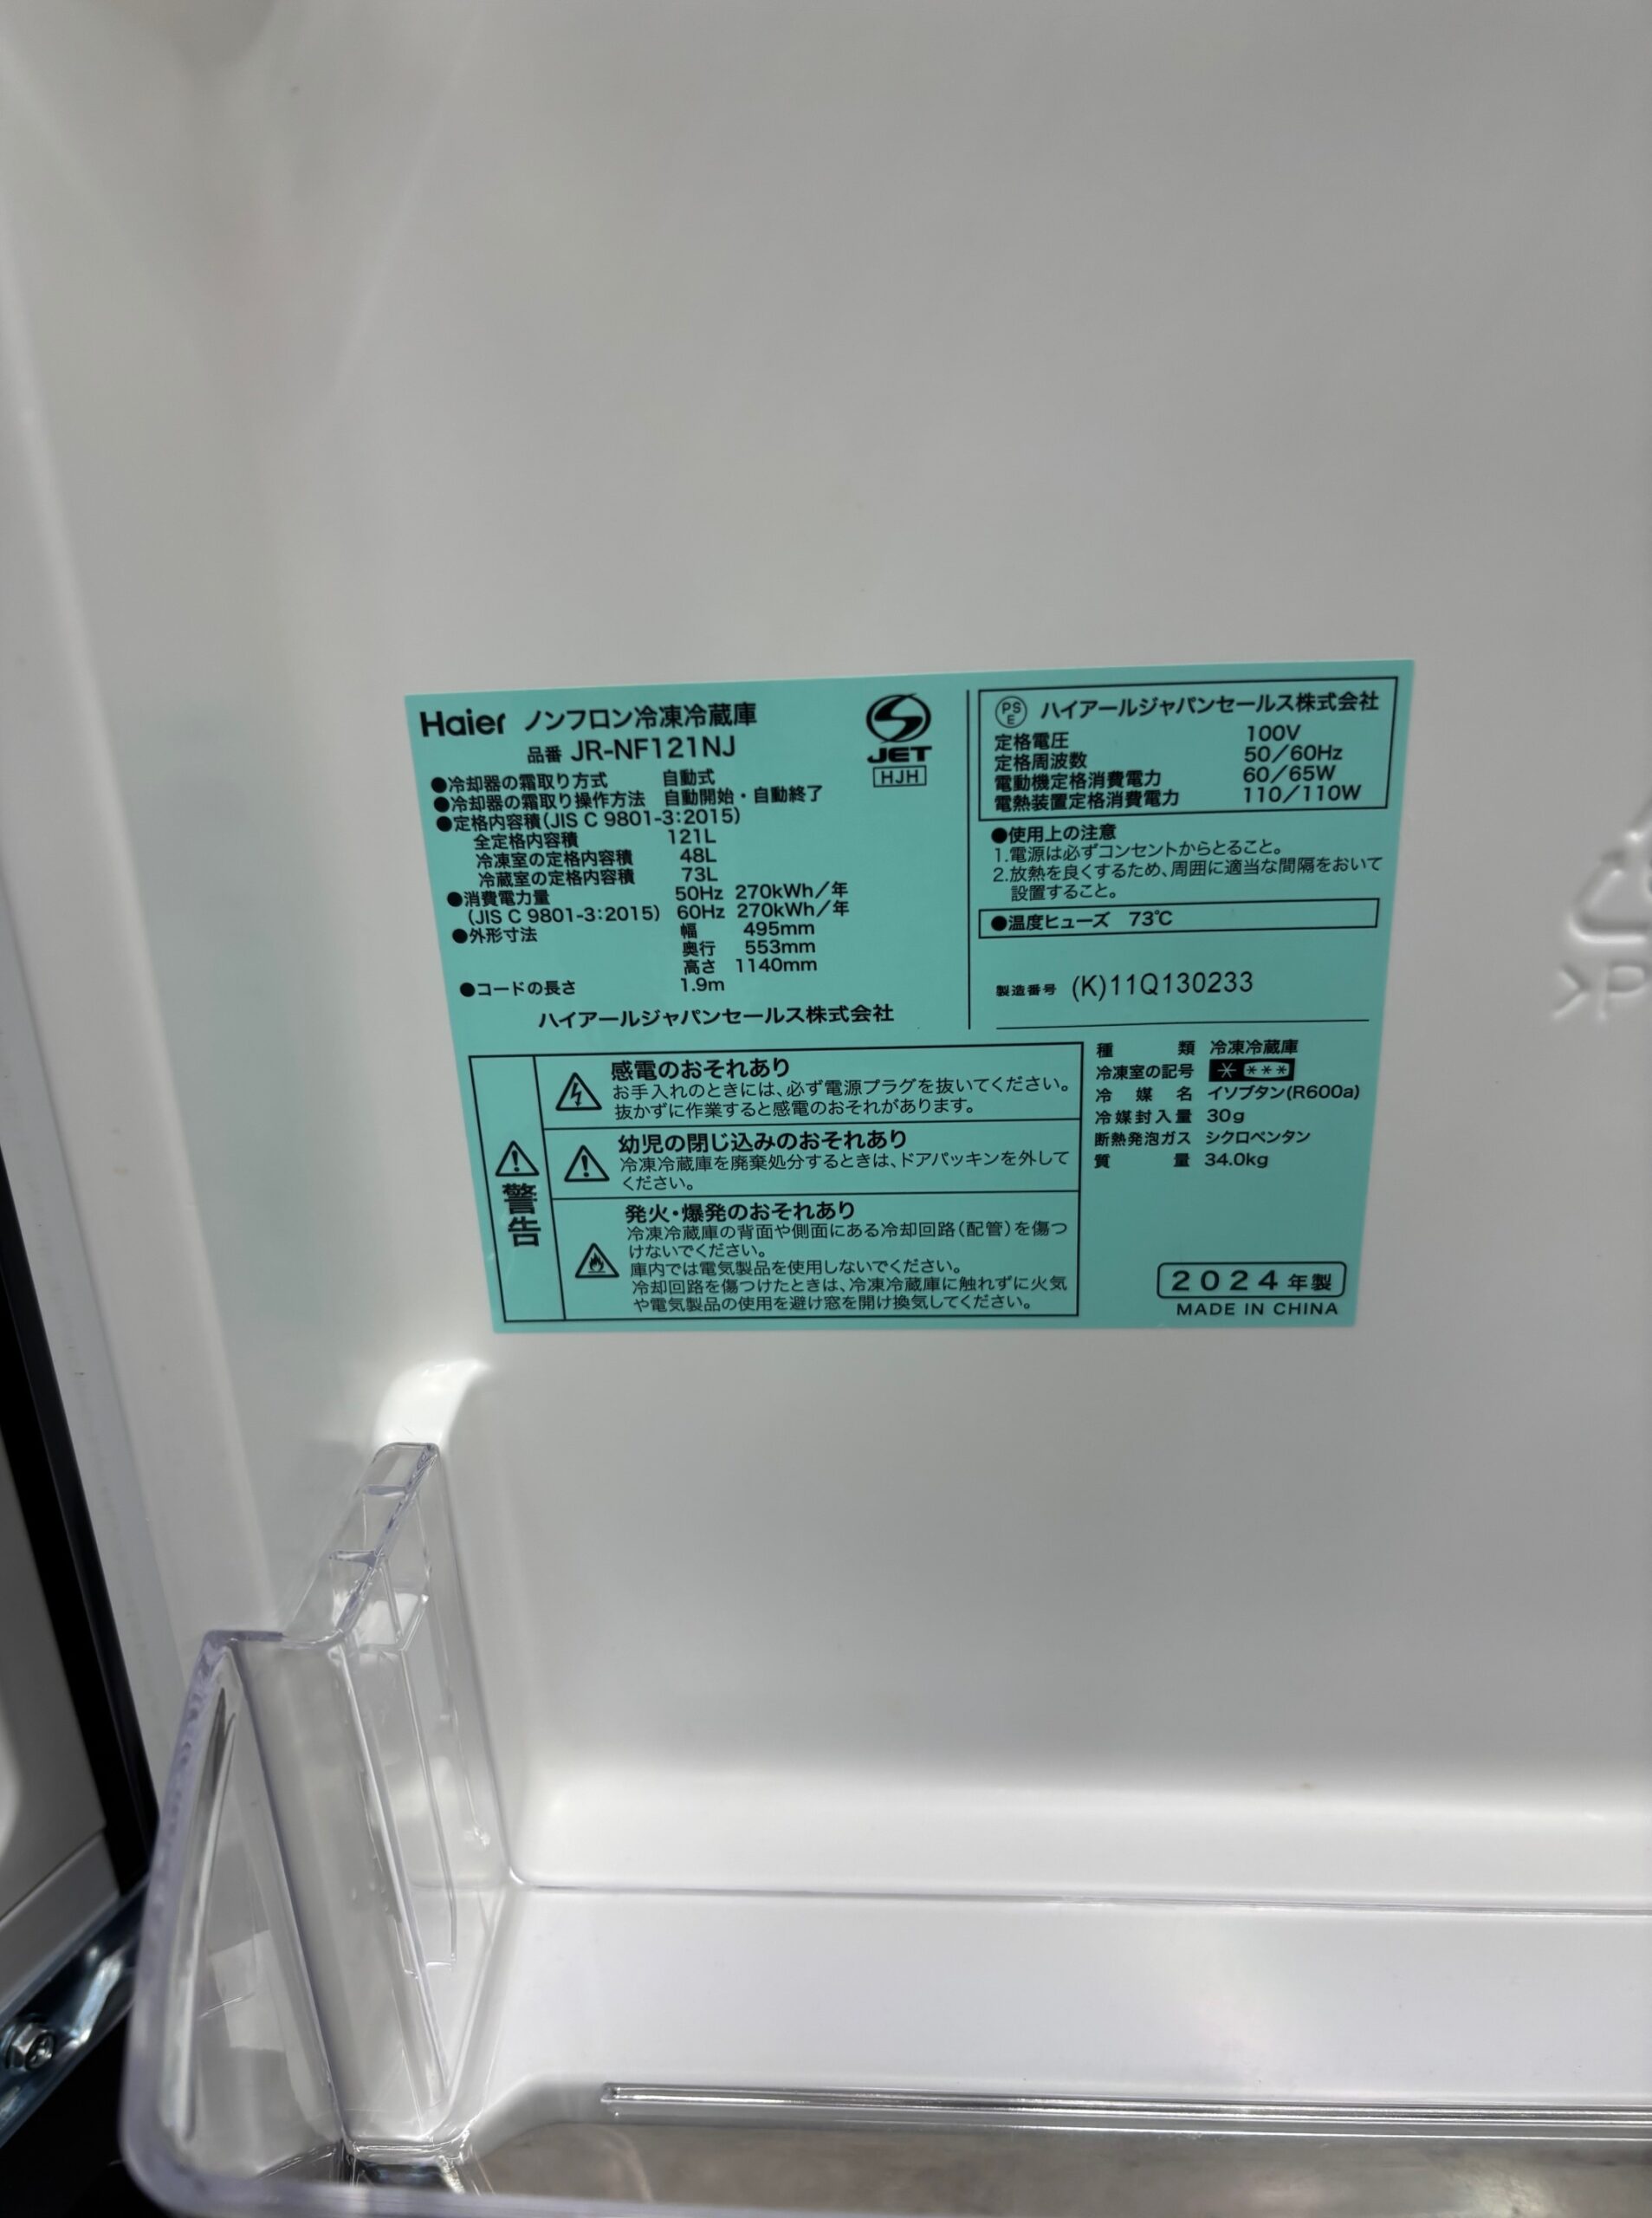 Haier ノンフロン冷凍冷蔵庫
品番 JR-NF121NJ
●冷却器の霜取り方式 自動式
●冷却器の霜取り操作方法 自動開始・自動終了
●定格内容積(JIS C 9801-3:2015)
全定格内容積 121L
冷凍室の定格内容積 48L
冷蔵室の定格内容積 73L
●消費電力量 50Hz 270kWh/年
(JIS C 9801-3:2015) 60Hz 270kWh/年
●外形寸法 幅 495mm
奥行 553mm
高さ 1140mm
●コードの長さ 1.9m
ハイアールジャパンセールス株式会社
JET
HJH
PSE ハイアールジャパンセールス株式会社
定格電圧 100V
定格周波数 50/60Hz
電動機定格消費電力 60/65W
電熱装置定格消費電力 110/110W
●使用上の注意
1.電源は必ずコンセントからとること。
2.放熱を良くするため、周囲に適当な間隔をおいて
設置すること。
●温度ヒューズ 73℃
製造番号 (K)11Q130233
警告
感電のおそれあり
お手入れのときには、必ず電源プラグを抜いてください。
抜かずに作業すると感電のおそれがあります。
幼児の閉じ込みのおそれあり
冷凍冷蔵庫を廃棄処分するときは、ドアパッキンを外して
ください。
発火・爆発のおそれあり
冷凍冷蔵庫の背面や側面にある冷却回路(配管)を傷つ
けないでください。
庫内では電気製品を使用しないでください。
冷却回路を傷つけたときは、冷凍冷蔵庫に触れずに火気
や電気製品の使用を避け窓を開け換気してください。
種類 冷凍冷蔵庫
冷凍室の記号 * ***
冷媒名 イソブタン(R600a)
冷媒封入量 30g
断熱発泡ガス シクロペンタン
質量 34.0kg
2024年製
MADE IN CHINA
>P